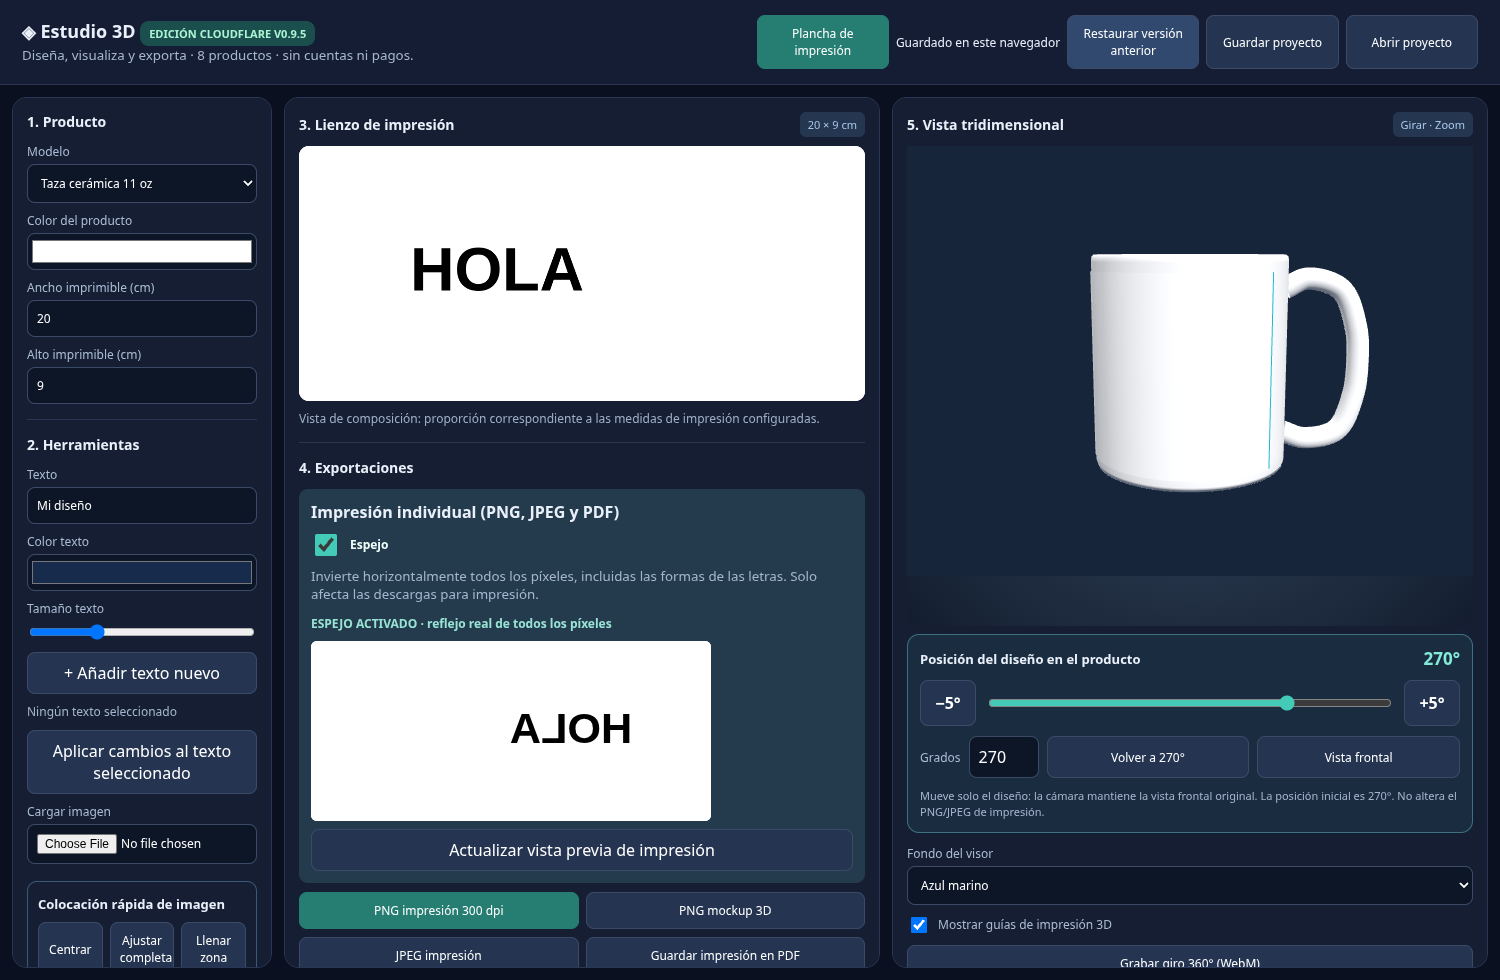 ◈ Estudio 3D EDICIÓN CLOUDFLARE V0.9.5
Diseña, visualiza y exporta · 8 productos · sin cuentas ni pagos.
Plancha de
impresión
Guardado en este navegador
Restaurar versión
anterior
Guardar proyecto
Abrir proyecto
1. Producto
Modelo
Taza cerámica 11 oz
Color del producto
Ancho imprimible (cm)
20
Alto imprimible (cm)
9
2. Herramientas
Texto
Mi diseño
Color texto
Tamaño texto
+ Añadir texto nuevo
Ningún texto seleccionado
Aplicar cambios al texto
seleccionado
Cargar imagen
Choose File No file chosen
Colocación rápida de imagen
Centrar
Ajustar
completa
Llenar
zona
3. Lienzo de impresión
20 × 9 cm
HOLA
Vista de composición: proporción correspondiente a las medidas de impresión configuradas.
4. Exportaciones
Impresión individual (PNG, JPEG y PDF)
Espejo
Invierte horizontalmente todos los píxeles, incluidas las formas de las letras. Solo
afecta las descargas para impresión.
ESPEJO ACTIVADO · reflejo real de todos los píxeles
HOLA
Actualizar vista previa de impresión
PNG impresión 300 dpi
PNG mockup 3D
JPEG impresión
Guardar impresión en PDF
5. Vista tridimensional
Girar · Zoom
Posición del diseño en el producto
270°
−5°
+5°
Grados
270
Volver a 270°
Vista frontal
Mueve solo el diseño: la cámara mantiene la vista frontal original. La posición inicial es 270°. No altera el
PNG/JPEG de impresión.
Fondo del visor
Azul marino
Mostrar guías de impresión 3D
Grabar giro 360° (WebM)